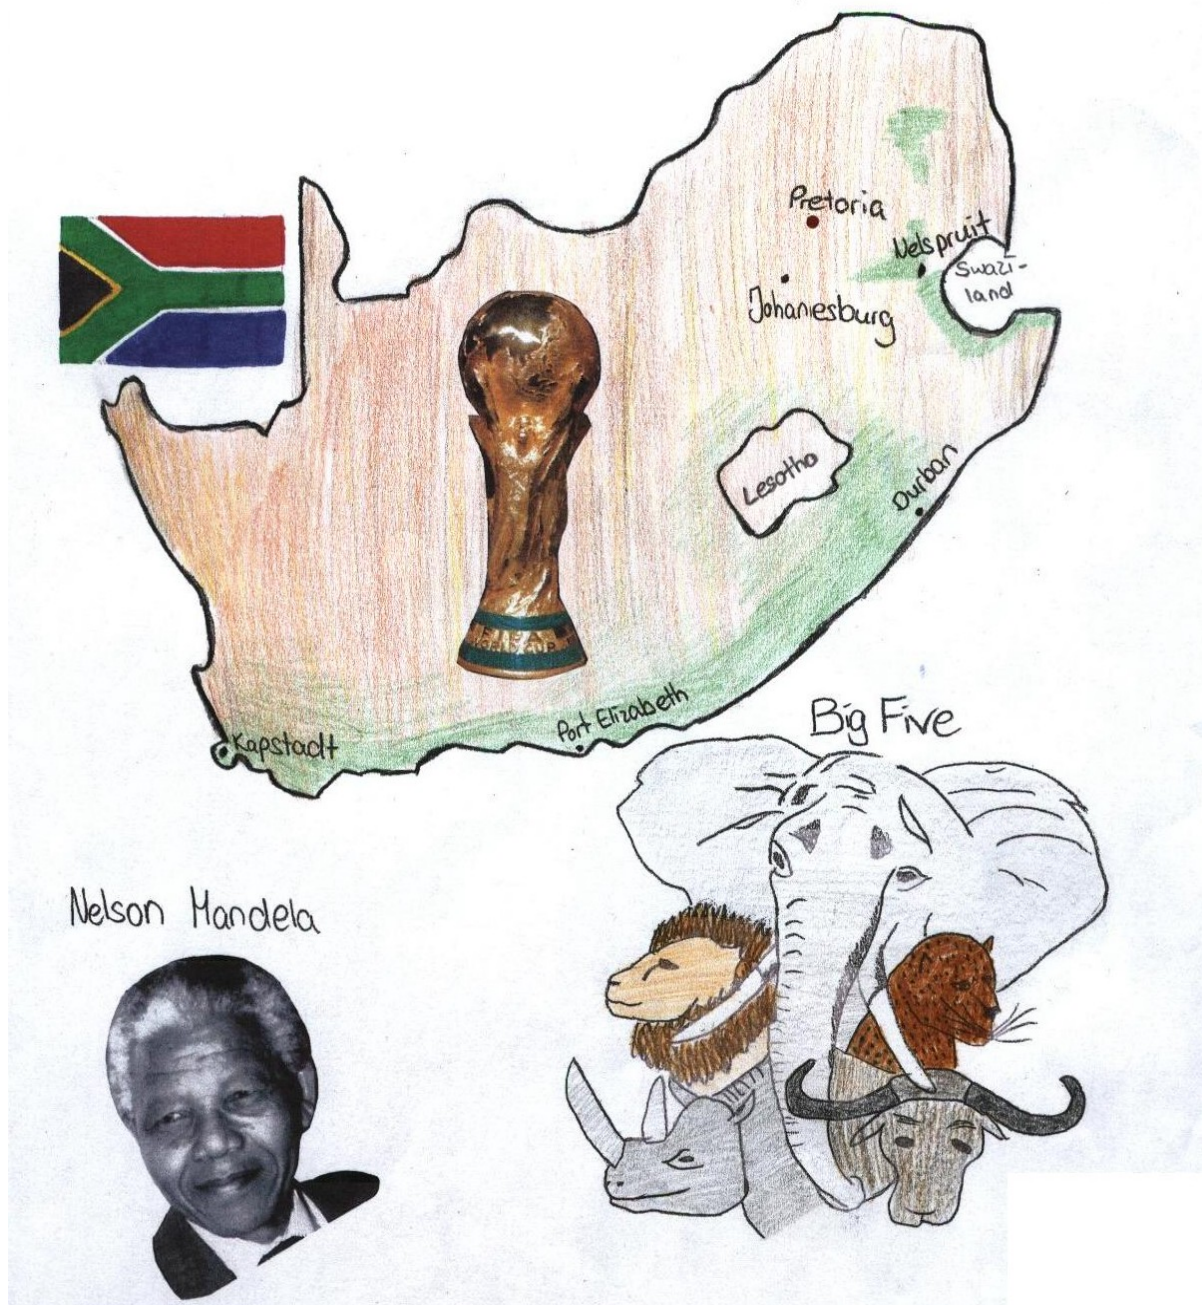 Pretoria
Nelspruit
Swazi-
land
Johanesburg
Lesotho
Durban
Port Elizabeth
Kapstadt
Big Five
Nelson Mandela